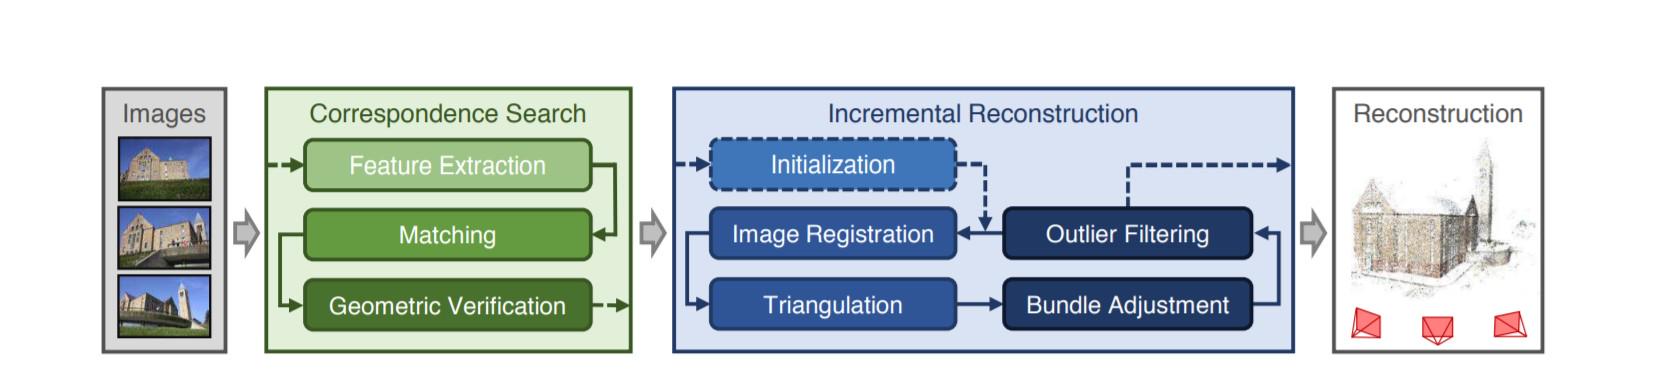 Images
Correspondence Search
Feature Extraction
Matching
Geometric Verification
Incremental Reconstruction
Initialization
Image Registration
Outlier Filtering
Triangulation
Bundle Adjustment
Reconstruction